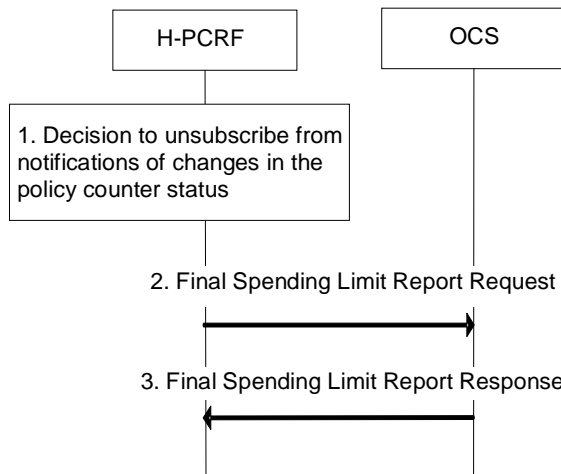 H-PCRF
OCS
1. Decision to unsubscribe from
notifications of changes in the
policy counter status
2. Final Spending Limit Report Request
3. Final Spending Limit Report Response